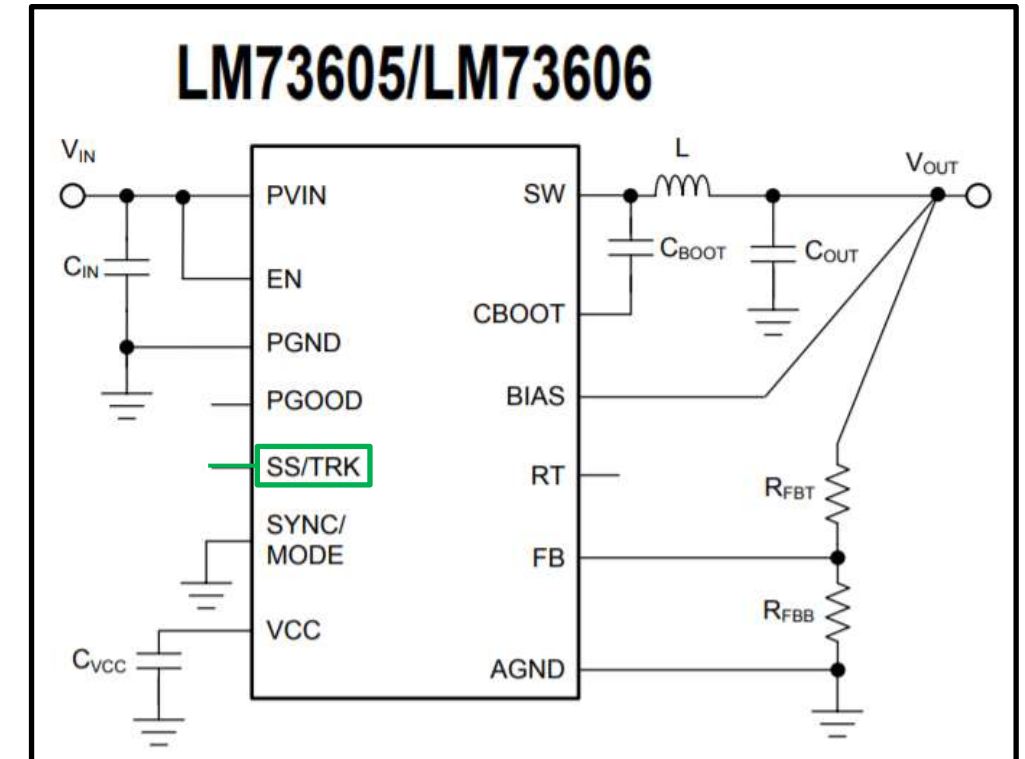 LM73605/LM73606
VIN
L
VOUT
PVIN
SW
CIN
EN
CBOOT
COUT
CBOOT
PGND
PGOOD
BIAS
SS/TRK
RT
RFBT
SYNC/
MODE
FB
RFBB
VCC
CVCC
AGND